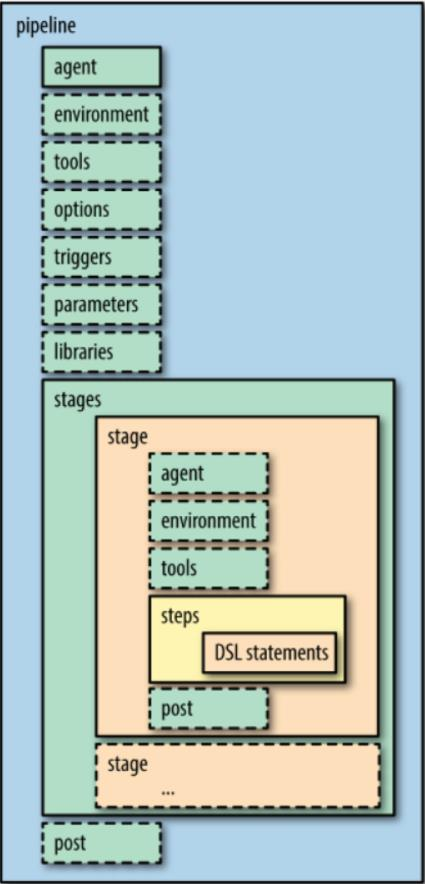 pipeline
agent
environment
tools
options
triggers
parameters
libraries
stages
stage
agent
environment
tools
steps
DSL statements
post
stage
...
post